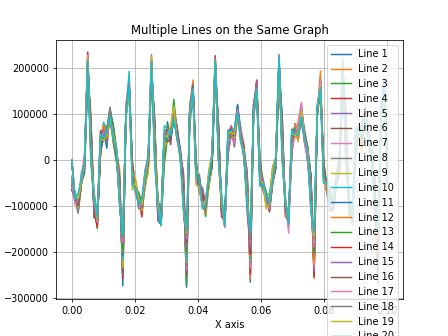 Multiple Lines on the Same Graph
200000
100000
0
−100000
−200000
−300000
0.00
0.02
0.04
0.06
X axis
Line 1
Line 2
Line 3
Line 4
Line 5
Line 6
Line 7
Line 8
Line 9
Line 10
Line 11
Line 12
Line 13
Line 14
Line 15
Line 16
Line 17
Line 18
Line 19
Line 20